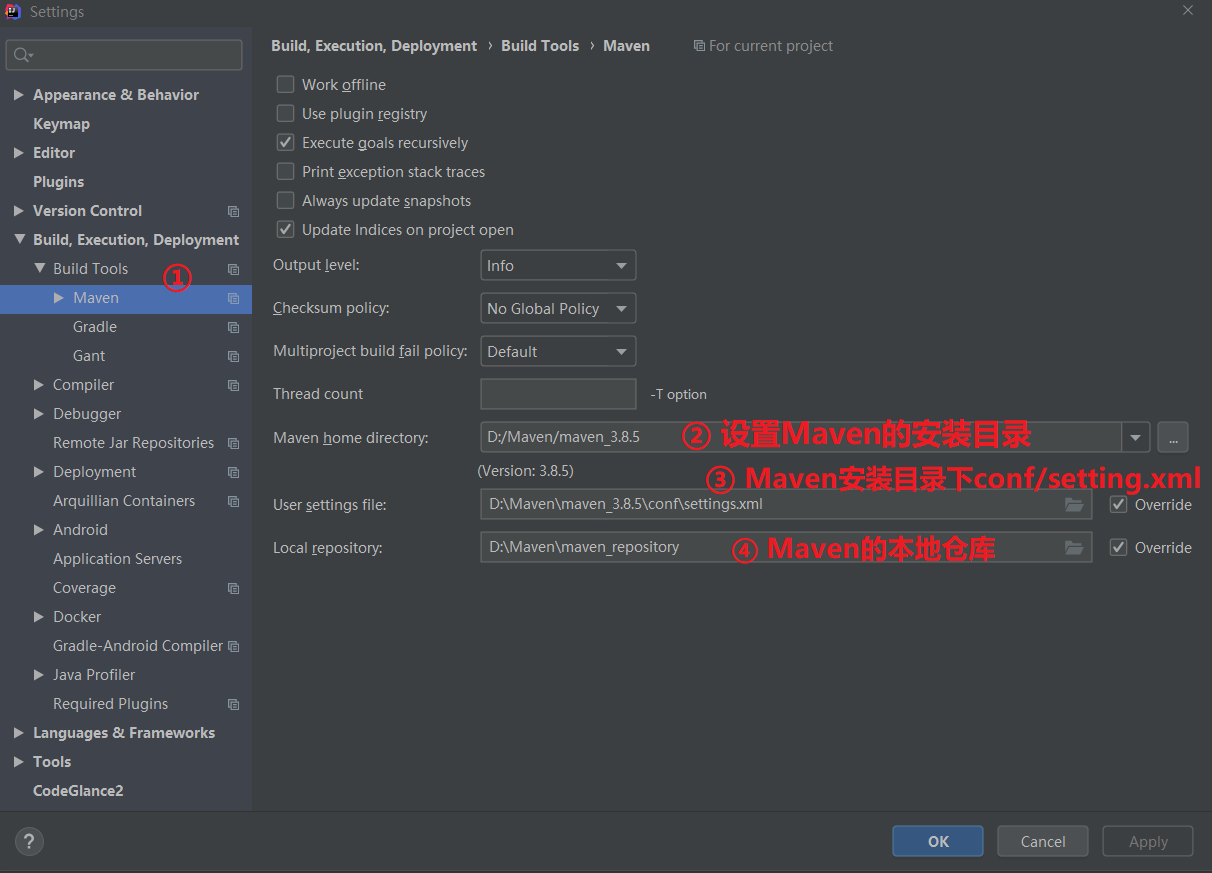 Settings
Build, Execution, Deployment › Build Tools › Maven For current project
Appearance & Behavior
Keymap
Editor
Plugins
Version Control
Build, Execution, Deployment
Build Tools
①
Maven
Gradle
Gant
Compiler
Debugger
Remote Jar Repositories
Deployment
Arquillian Containers
Android
Application Servers
Coverage
Docker
Gradle-Android Compiler
Java Profiler
Required Plugins
Languages & Frameworks
Tools
CodeGlance2
Work offline
Use plugin registry
Execute goals recursively
Print exception stack traces
Always update snapshots
Update Indices on project open
Output level: Info
Checksum policy: No Global Policy
Multiproject build fail policy: Default
Thread count -T option
Maven home directory: D:/Maven/maven_3.8.5 ② 设置Maven的安装目录 ...
(Version: 3.8.5)
③ Maven安装目录下conf/setting.xml
User settings file: D:\Maven\maven_3.8.5\conf\settings.xml Override
Local repository: D:\Maven\maven_repository ④ Maven的本地仓库 Override
? OK Cancel Apply